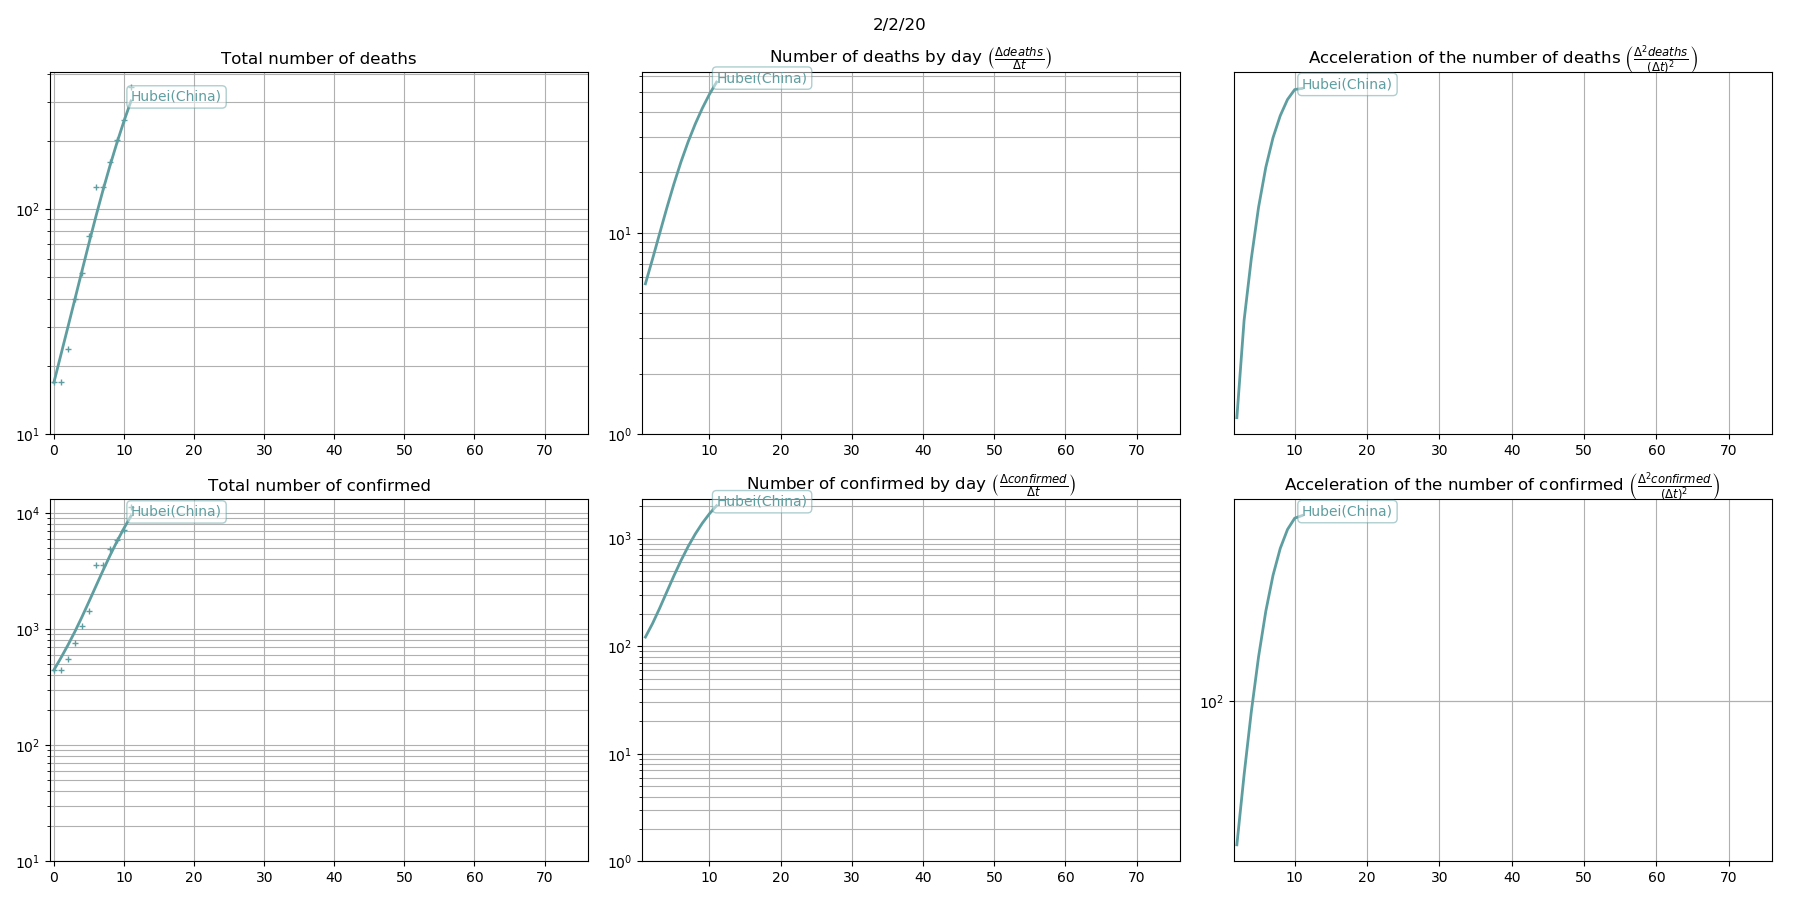 2/2/20
Total number of deaths
Hubei(China)
10²
10¹
0 10 20 30 40 50 60 70
Number of deaths by day (Δdeaths/Δt)
Hubei(China)
10¹
10⁰
10 20 30 40 50 60 70
Acceleration of the number of deaths (Δ²deaths/(Δt)²)
Hubei(China)
10 20 30 40 50 60 70
Total number of confirmed
Hubei(China)
10⁴
10³
10²
10¹
0 10 20 30 40 50 60 70
Number of confirmed by day (Δconfirmed/Δt)
Hubei(China)
10³
10²
10¹
10⁰
10 20 30 40 50 60 70
Acceleration of the number of confirmed (Δ²confirmed/(Δt)²)
Hubei(China)
10²
10 20 30 40 50 60 70